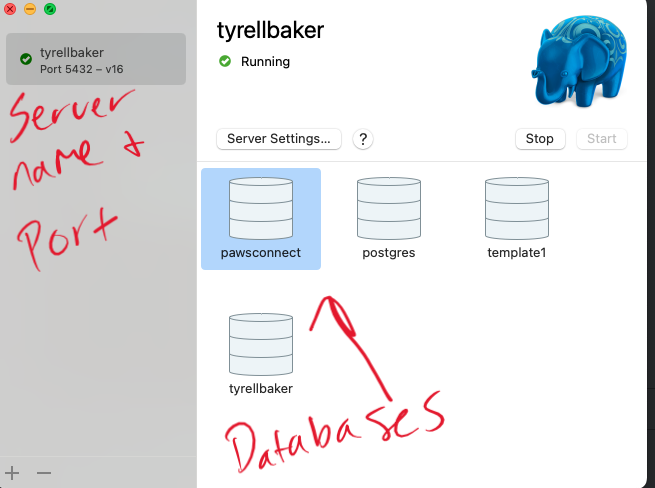 tyrellbaker
Port 5432 – v16
Server
name &
Port
tyrellbaker
Running
Server Settings...
?
Stop
Start
pawsconnect
postgres
template1
tyrellbaker
Databases